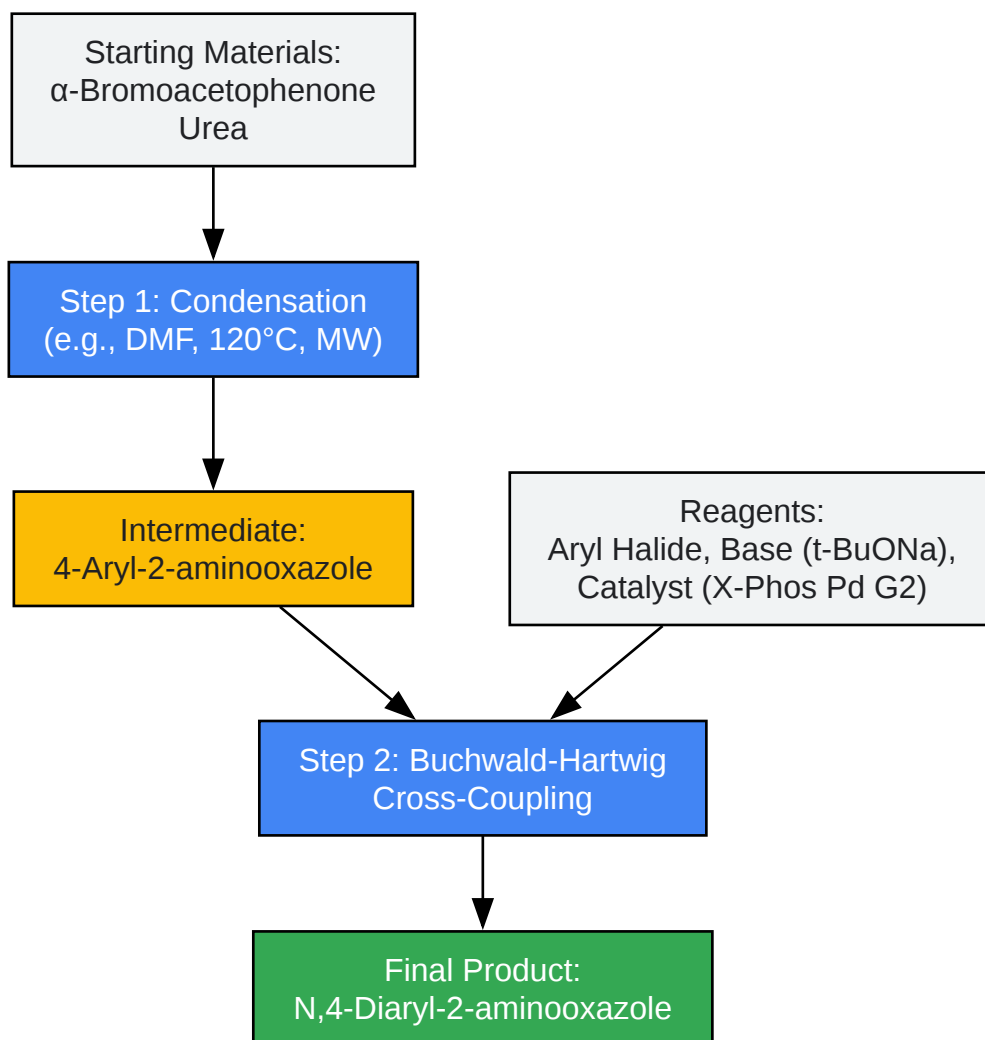 Starting Materials:
α-Bromoacetophenone
Urea
Step 1: Condensation
(e.g., DMF, 120°C, MW)
Intermediate:
4-Aryl-2-aminooxazole
Reagents:
Aryl Halide, Base (t-BuONa),
Catalyst (X-Phos Pd G2)
Step 2: Buchwald-Hartwig
Cross-Coupling
Final Product:
N,4-Diaryl-2-aminooxazole